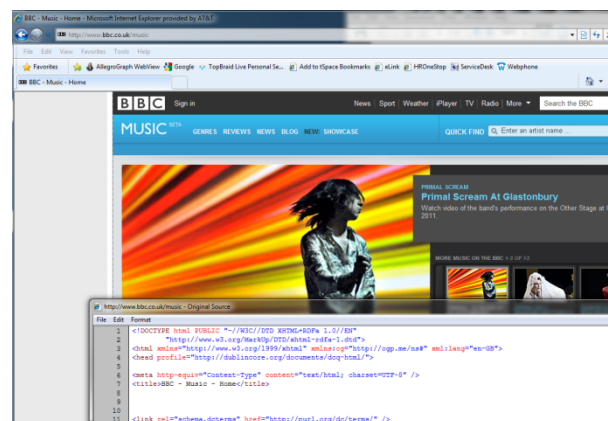 BBC - Music - Home - Microsoft Internet Explorer provided by AT&T
http://www.bbc.co.uk/music
File Edit View Favorites Tools Help
Favorites AllegroGraph WebView Google TopBraid Live Personal Se... Add to tSpace Bookmarks eLink HROneStop ServiceDesk Webphone
BBC - Music - Home
BBC Sign in News Sport Weather iPlayer TV Radio More Search the BBC
MUSIC BETA GENRES REVIEWS NEWS BLOG NEW: SHOWCASE QUICK FIND Enter an artist name ...
PRIMAL SCREAM
Primal Scream At Glastonbury
Watch video of the band's performance on the Other Stage at
2011.
MORE MUSIC ON THE BBC 1-3 OF 12
http://www.bbc.co.uk/music - Original Source
File Edit Format
1 <!DOCTYPE html PUBLIC "-//W3C//DTD XHTML+RDFa 1.0//EN"
2 "http://www.w3.org/MarkUp/DTD/xhtml-rdfa-1.dtd">
3 <html xmlns="http://www.w3.org/1999/xhtml" xmlns:og="http://ogp.me/ns#" xml:lang="en-GB">
4 <head profile="http://dublincore.org/documents/dcq-html/">
5
6 <meta http-equiv="Content-Type" content="text/html; charset=UTF-8" />
7 <title>BBC - Music - Home</title>
8
9
10
11 <link rel="schema.dcterms" href="http://purl.org/dc/terms/" />